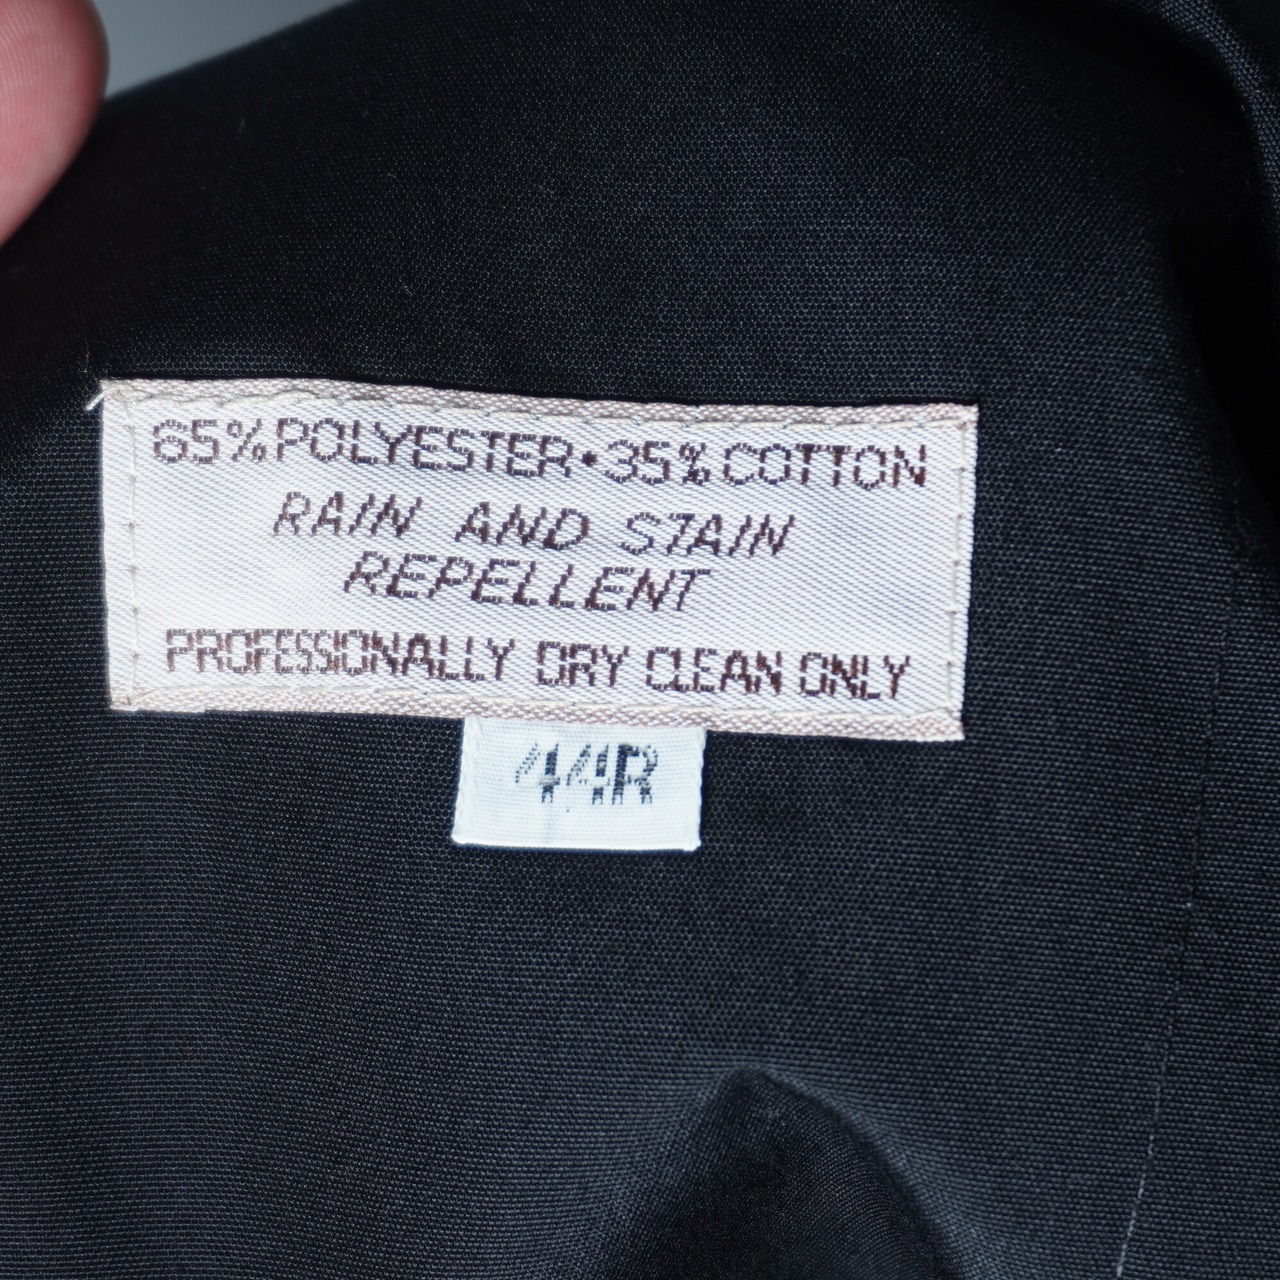 65% POLYESTER • 35% COTTON
RAIN AND STAIN
REPELLENT
PROFESSIONALLY DRY CLEAN ONLY
44R